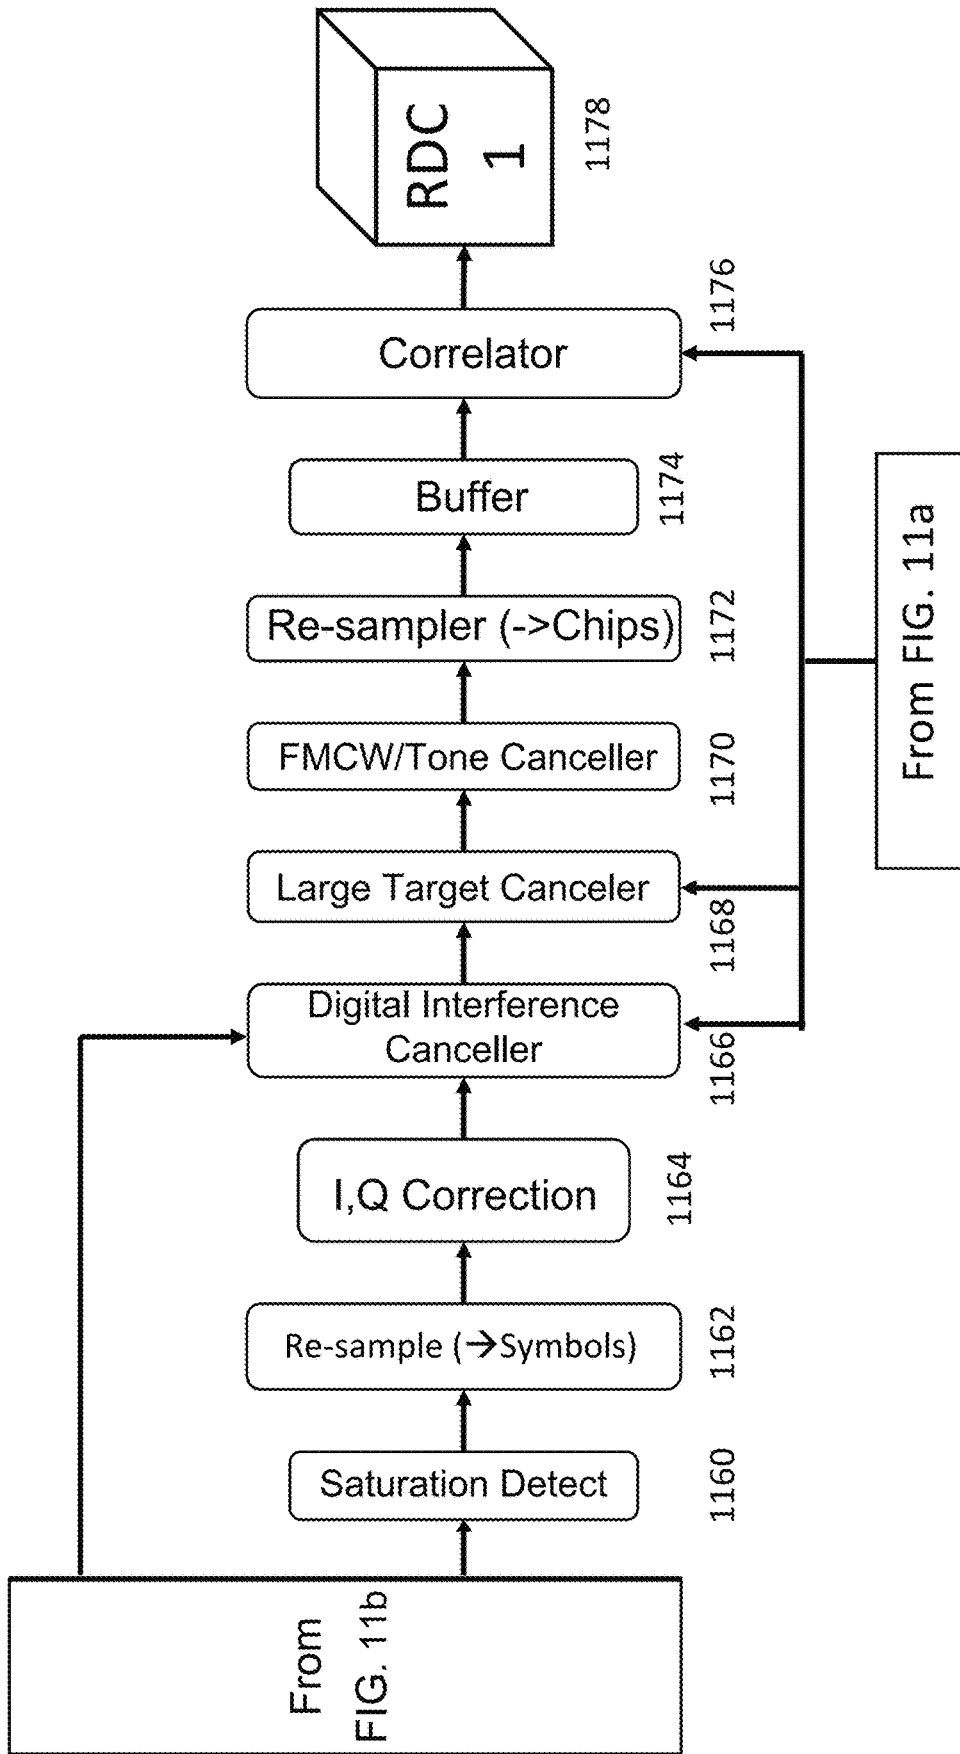 From
FIG. 11b
Saturation Detect
1160
Re-sample (→Symbols)
1162
I,Q Correction
1164
Digital Interference
Canceller
1166
Large Target Canceler
1168
FMCW/Tone Canceller
1170
Re-sampler (->Chips)
1172
Buffer
1174
Correlator
1176
RDC
1
1178
From FIG. 11a